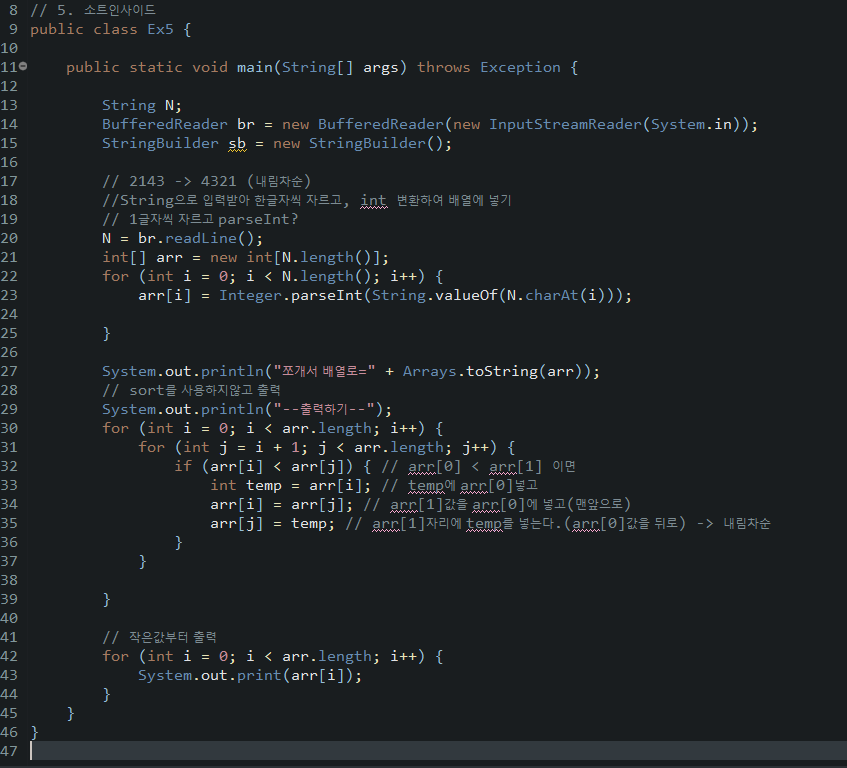 8 // 5. 소트인사이드
9 public class Ex5 {
10
11 public static void main(String[] args) throws Exception {
12
13 String N;
14 BufferedReader br = new BufferedReader(new InputStreamReader(System.in));
15 StringBuilder sb = new StringBuilder();
16
17 // 2143 -> 4321 (내림차순)
18 //String으로 입력받아 한글자씩 자르고, int 변환하여 배열에 넣기
19 // 1글자씩 자르고 parseInt?
20 N = br.readLine();
21 int[] arr = new int[N.length()];
22 for (int i = 0; i < N.length(); i++) {
23 arr[i] = Integer.parseInt(String.valueOf(N.charAt(i)));
24
25 }
26
27 System.out.println("쪼개서 배열로=" + Arrays.toString(arr));
28 // sort를 사용하지않고 출력
29 System.out.println("--출력하기--");
30 for (int i = 0; i < arr.length; i++) {
31 for (int j = i + 1; j < arr.length; j++) {
32 if (arr[i] < arr[j]) { // arr[0] < arr[1] 이면
33 int temp = arr[i]; // temp에 arr[0]넣고
34 arr[i] = arr[j]; // arr[1]값을 arr[0]에 넣고(맨앞으로)
35 arr[j] = temp; // arr[1]자리에 temp를 넣는다.(arr[0]값을 뒤로) -> 내림차순
36 }
37 }
38
39 }
40
41 // 작은값부터 출력
42 for (int i = 0; i < arr.length; i++) {
43 System.out.print(arr[i]);
44 }
45 }
46 }
47